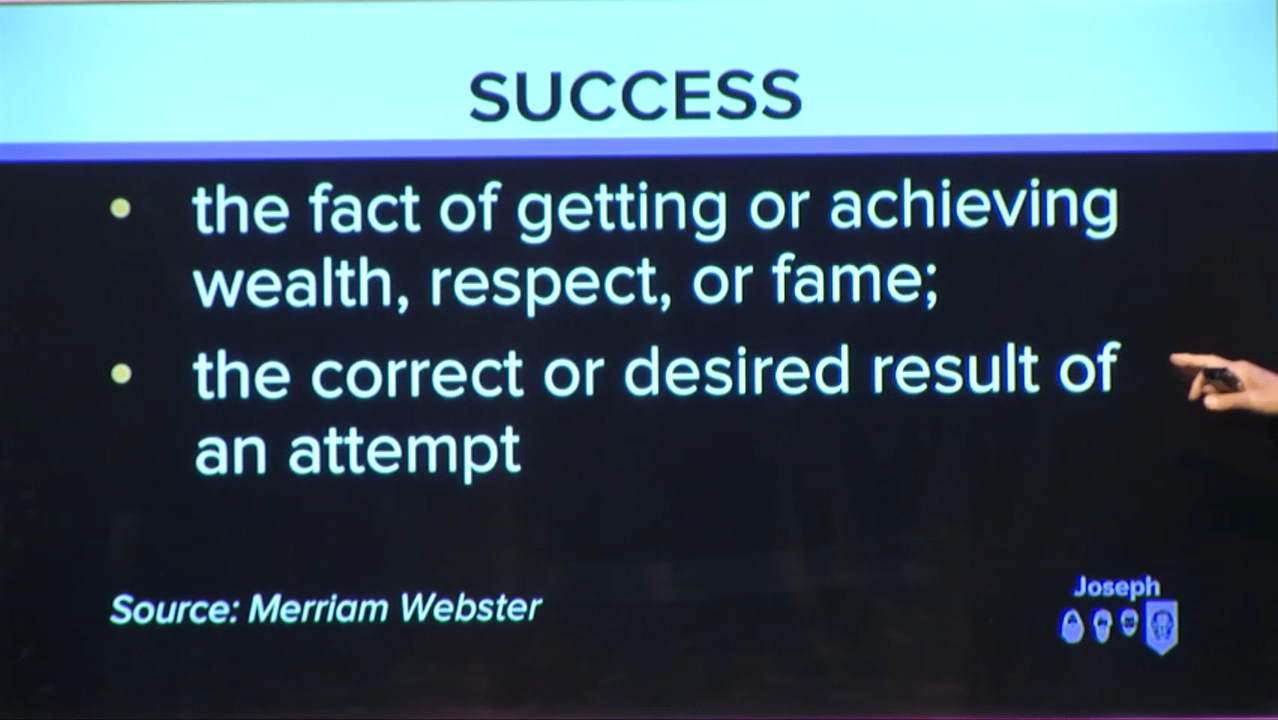 SUCCESS
• the fact of getting or achieving
wealth, respect, or fame;
• the correct or desired result of
an attempt
Source: Merriam Webster
Joseph